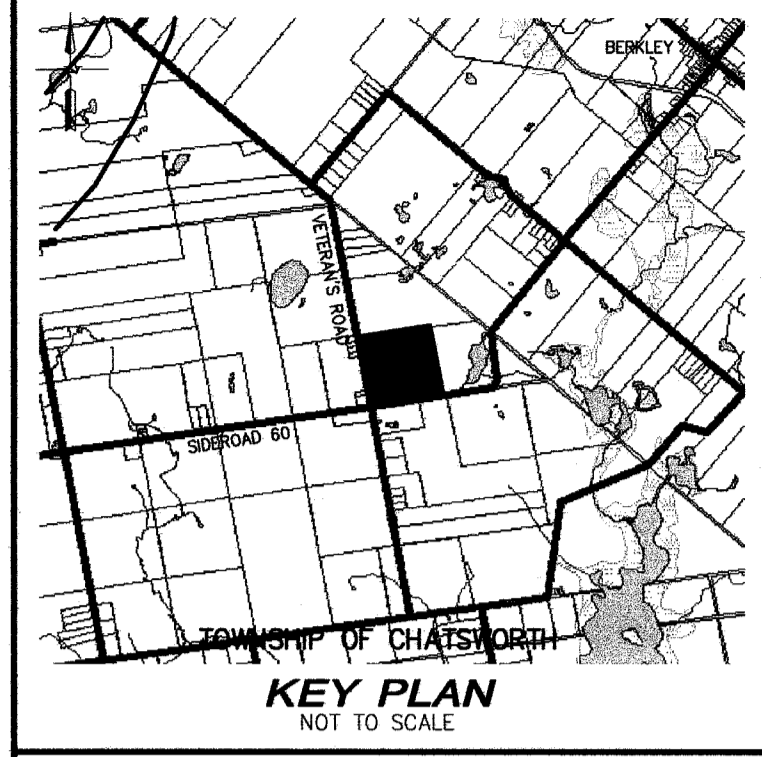 BERKLEY
VETERAN'S ROAD
SIDEROAD 60
TOWNSHIP OF CHATSWORTH
KEY PLAN
NOT TO SCALE